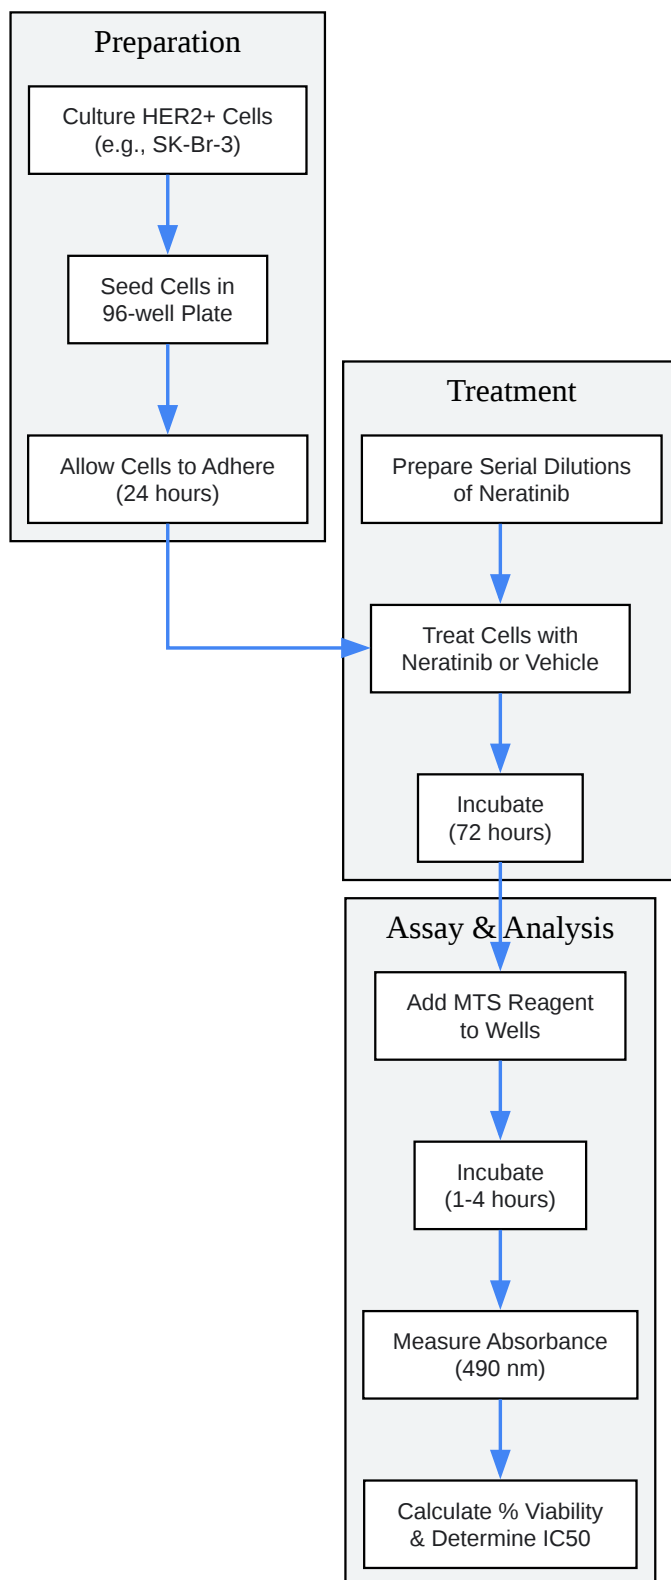 Preparation
Culture HER2+ Cells
(e.g., SK-Br-3)
Seed Cells in
96-well Plate
Allow Cells to Adhere
(24 hours)
Treatment
Prepare Serial Dilutions
of Neratinib
Treat Cells with
Neratinib or Vehicle
Incubate
(72 hours)
Assay & Analysis
Add MTS Reagent
to Wells
Incubate
(1-4 hours)
Measure Absorbance
(490 nm)
Calculate % Viability
& Determine IC50